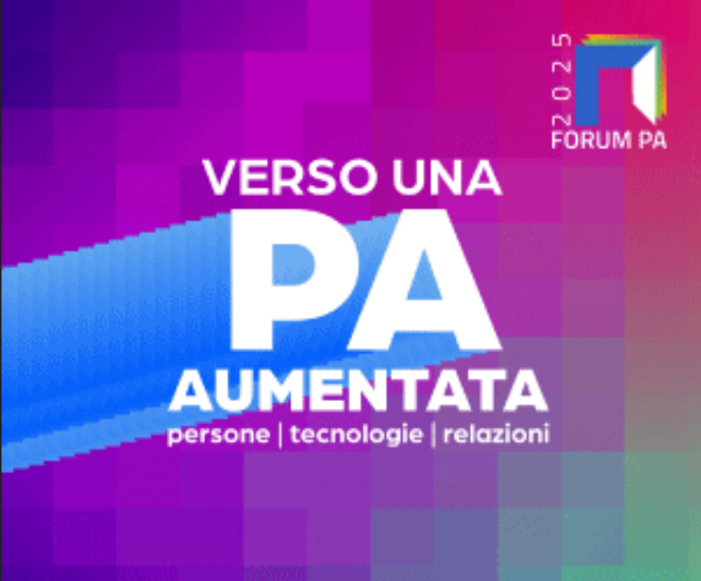 2025
FORUM PA
VERSO UNA
PA
AUMENTATA
persone | tecnologie | relazioni